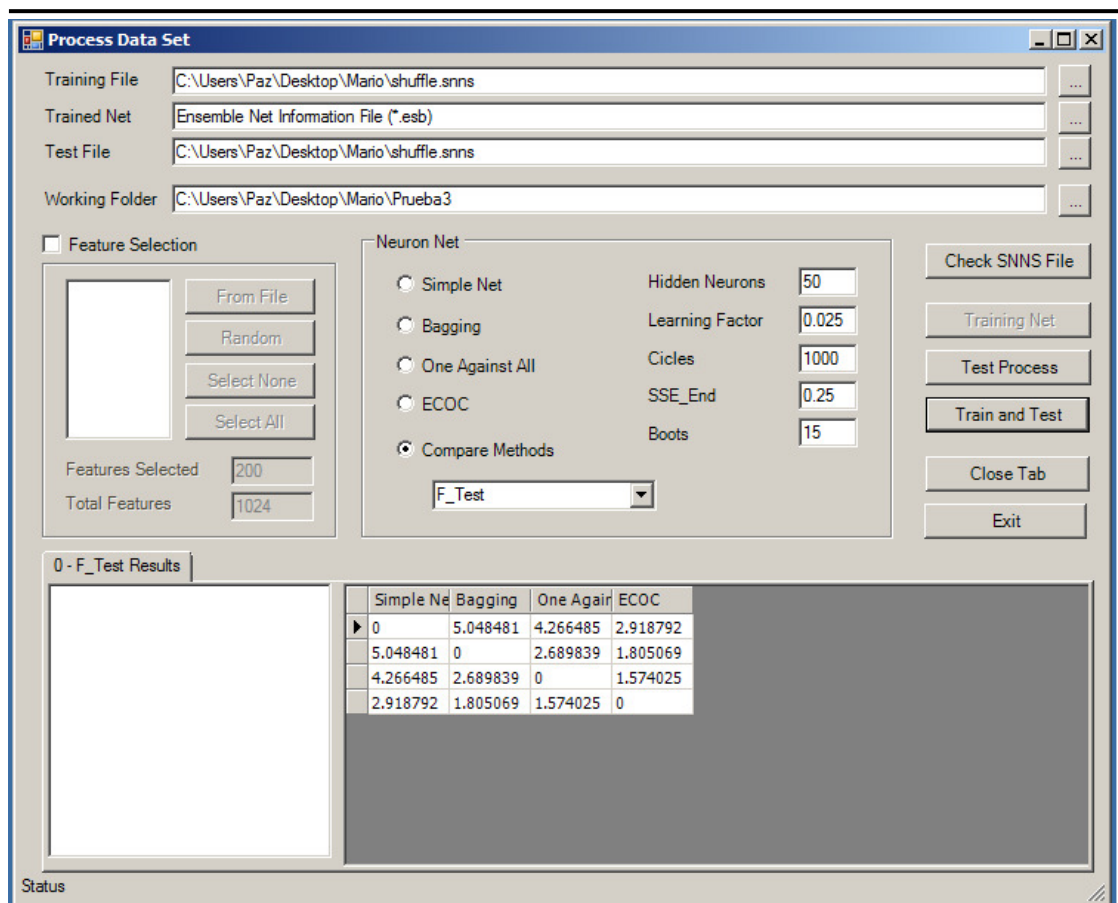 Process Data Set
Training File C:\Users\Paz\Desktop\Mario\shuffle.snns ...
Trained Net Ensemble Net Information File (*.esb) ...
Test File C:\Users\Paz\Desktop\Mario\shuffle.snns ...
Working Folder C:\Users\Paz\Desktop\Mario\Prueba3 ...
Feature Selection
From File
Random
Select None
Select All
Features Selected 200
Total Features 1024
Neuron Net
Simple Net
Bagging
One Against All
ECOC
Compare Methods
F_Test
Hidden Neurons 50
Learning Factor 0.025
Cicles 1000
SSE_End 0.25
Boots 15
Check SNNS File
Training Net
Test Process
Train and Test
Close Tab
Exit
0 - F_Test Results
Simple Ne Bagging One Agair ECOC
0 5.048481 4.266485 2.918792
5.048481 0 2.689839 1.805069
4.266485 2.689839 0 1.574025
2.918792 1.805069 1.574025 0
Status